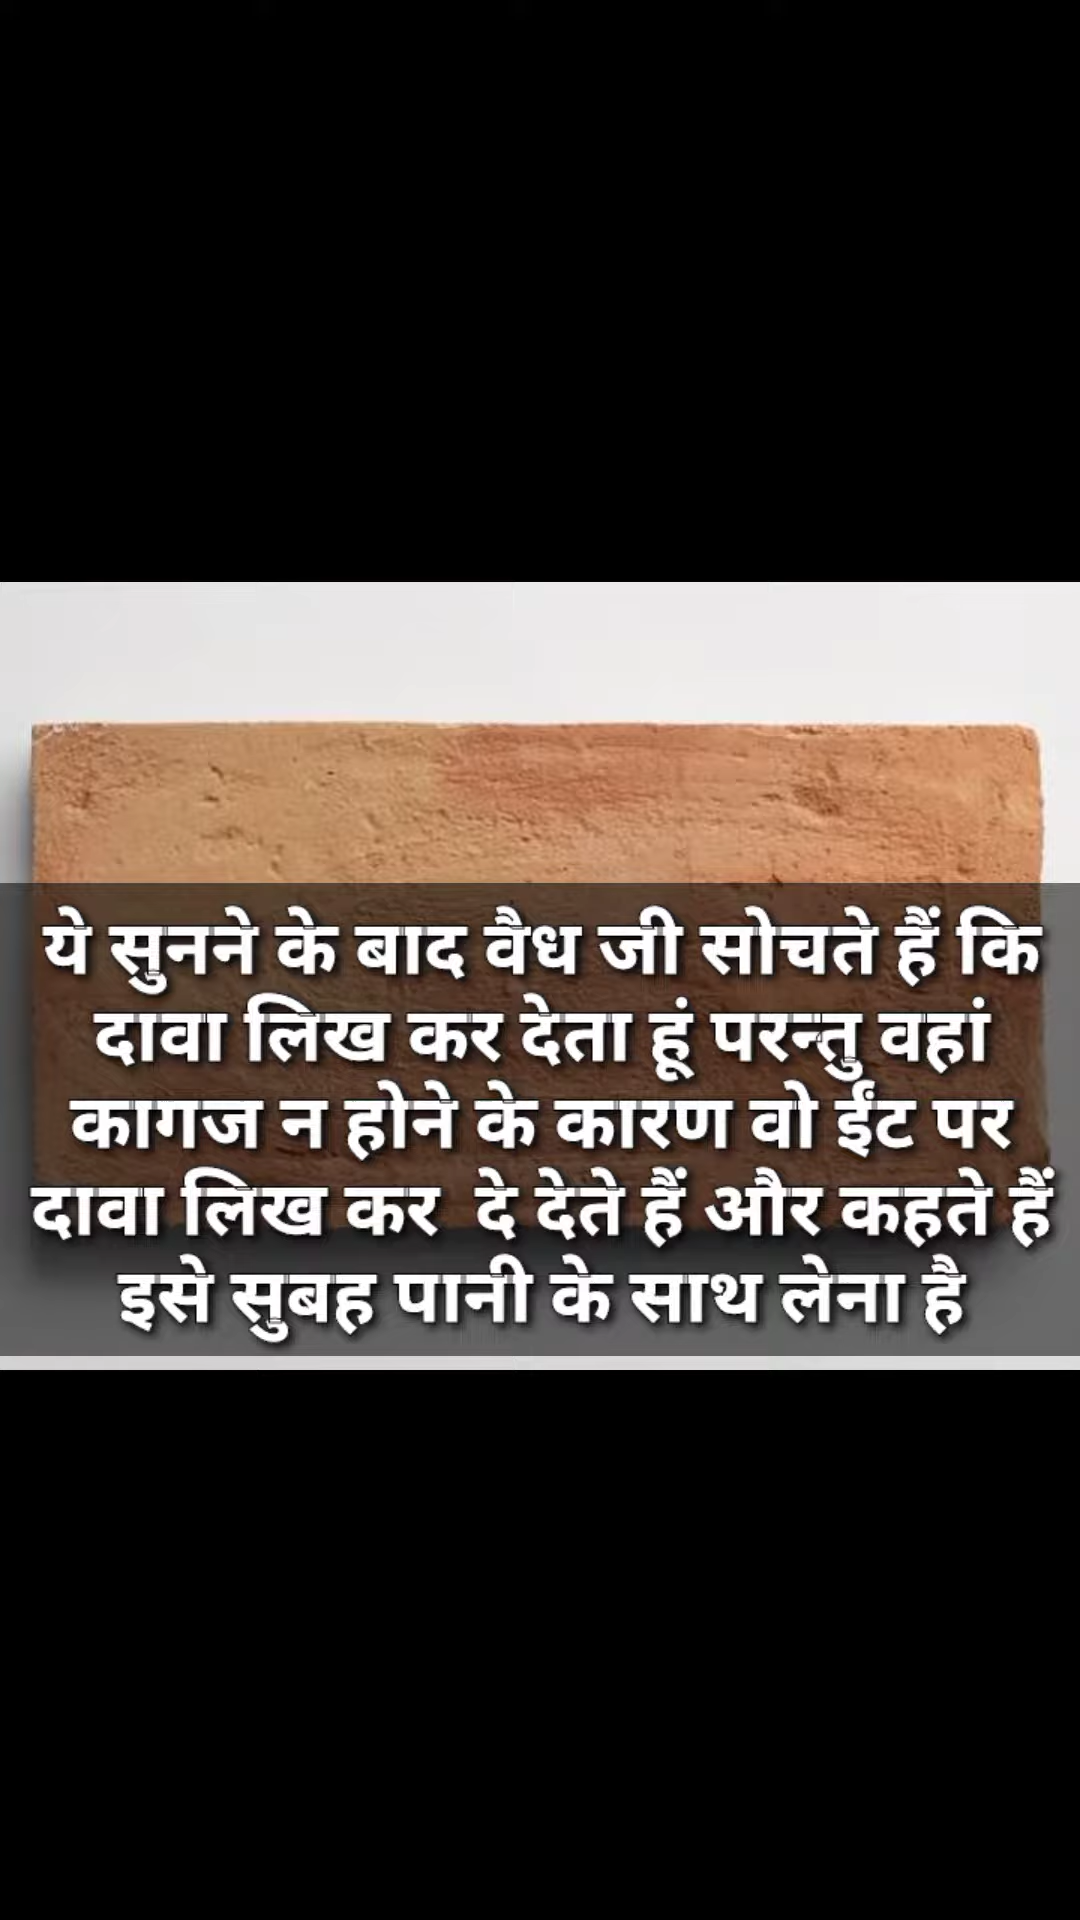 ये सुनने के बाद वैध जी सोचते हैं कि
दावा लिख कर देता हूं परन्तु वहां
कागज न होने के कारण वो ईंट पर
दावा लिख कर दे देते हैं और कहते हैं
इसे सुबह पानी के साथ लेना है